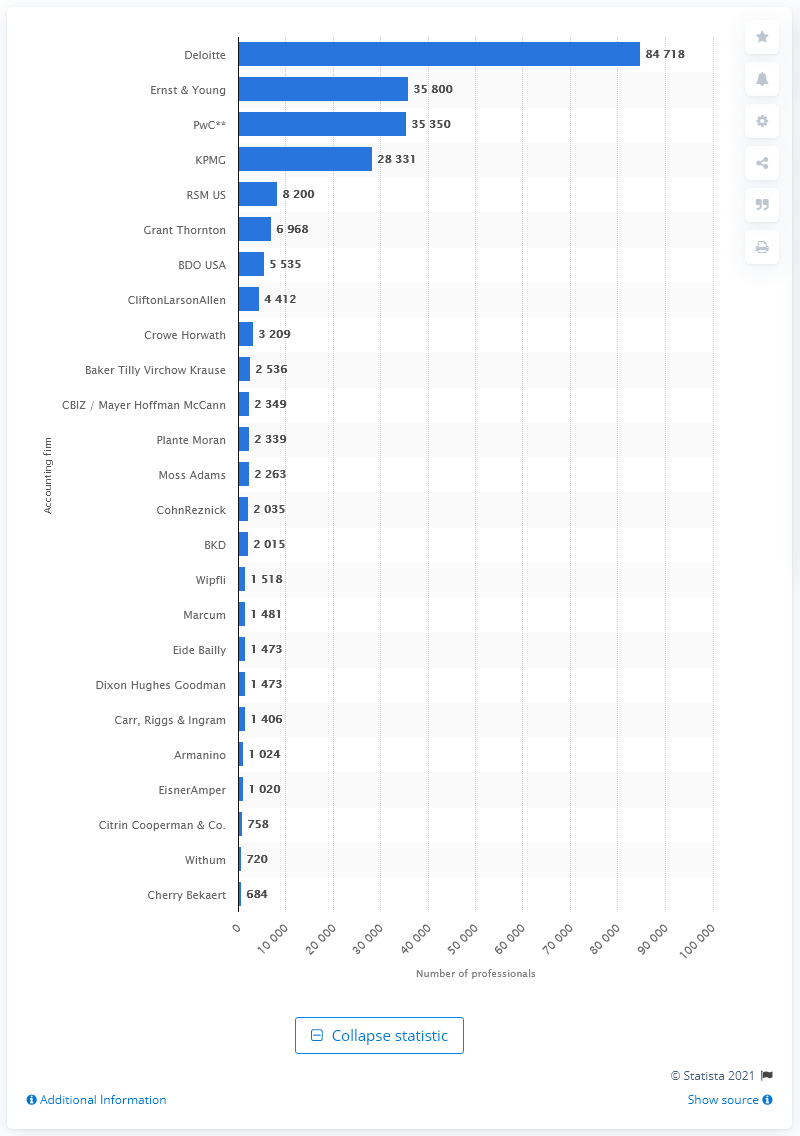 Deloitte 84 718
Ernst & Young 35 800
PwC** 35 350
KPMG 28 331
RSM US 8 200
Grant Thornton 6 968
BDO USA 5 535
CliftonLarsonAllen 4 412
Crowe Horwath 3 209
Baker Tilly Virchow Krause 2 536
CBIZ / Mayer Hoffman McCann 2 349
Plante Moran 2 339
Moss Adams 2 263
CohnReznick 2 035
BKD 2 015
Wipfli 1 518
Marcum 1 481
Eide Bailly 1 473
Dixon Hughes Goodman 1 473
Carr, Riggs & Ingram 1 406
Armanino 1 024
EisnerAmper 1 020
Citrin Cooperman & Co. 758
Withum 720
Cherry Bekaert 684
Accounting firm
0 10 000 20 000 30 000 40 000 50 000 60 000 70 000 80 000 90 000 100 000
Number of professionals
Collapse statistic
© Statista 2021
Additional Information
Show source